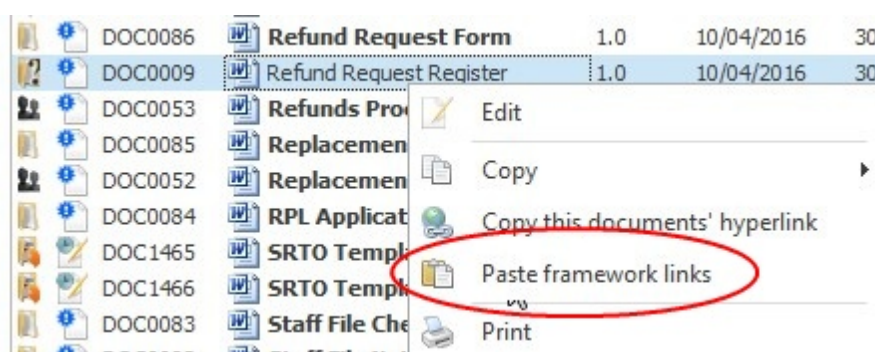 DOC0086 Refund Request Form 1.0 10/04/2016 30
DOC0009 Refund Request Register 1.0 10/04/2016 30
DOC0053 Refunds Pro
Edit
DOC0085 Replacemen
Copy
DOC0052 Replacemen
DOC0084 RPL Applicat
Copy this documents' hyperlink
DOC1465 SRTO Templ
Paste framework links
DOC1466 SRTO Templ
DOC0083 Staff File Che
Print